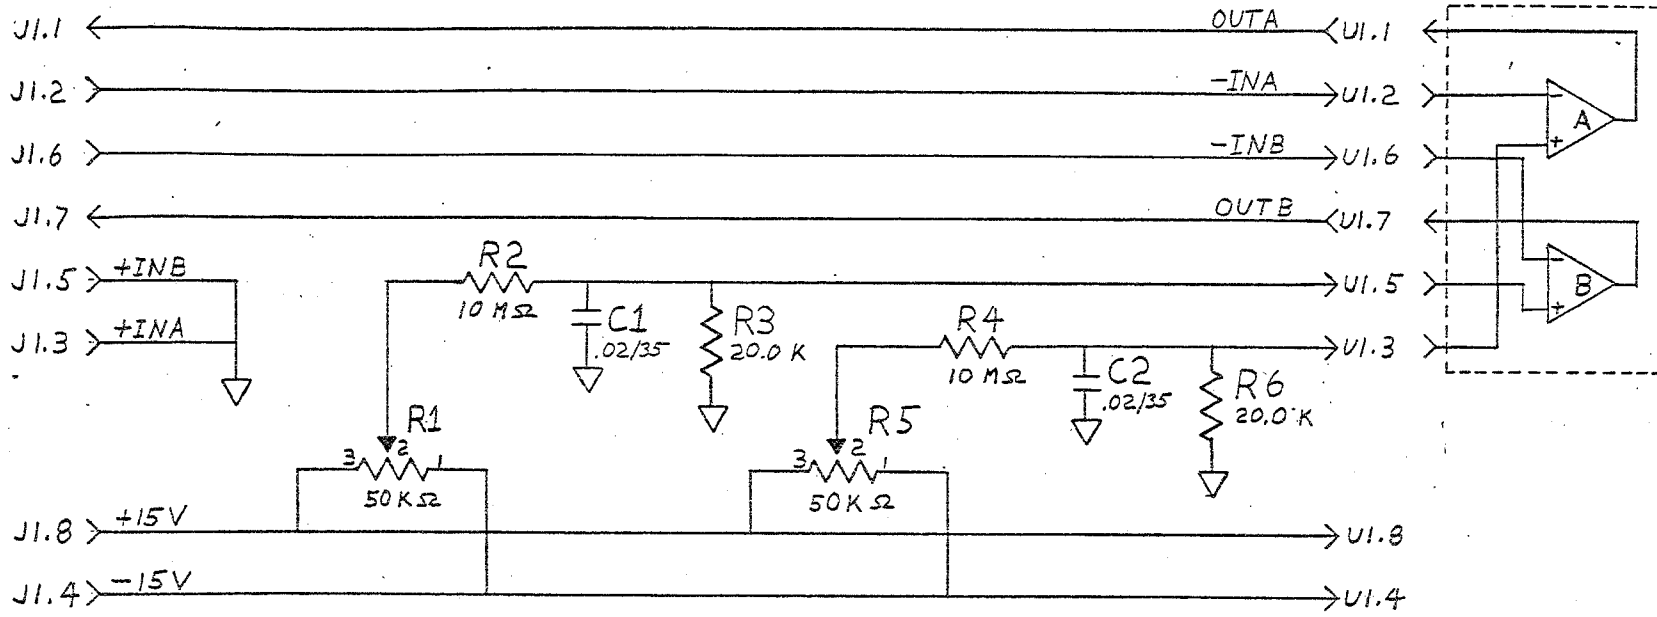 J1.1 OUTA U1.1
J1.2 -INA U1.2
- A +
J1.6 -INB U1.6
J1.7 OUTB U1.7
J1.5 +INB R2 10 MΩ U1.5
- B +
C1 .02/35
R3 20.0 K
J1.3 +INA R4 10 MΩ U1.3
C2 .02/35
R6 20.0 K
R1 3 2 1 50 K Ω
R5 3 2 1 50 K Ω
J1.8 +15V U1.8
J1.4 -15V U1.4